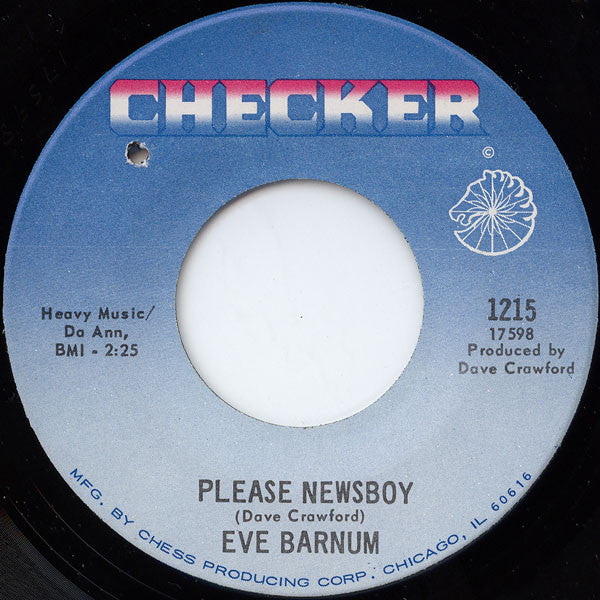 CHECKER
©
Heavy Music/
Da Ann,
BMI - 2:25
1215
17598
Produced by
Dave Crawford
PLEASE NEWSBOY
(Dave Crawford)
EVE BARNUM
MFG. BY CHESS PRODUCING CORP. CHICAGO, IL 60616